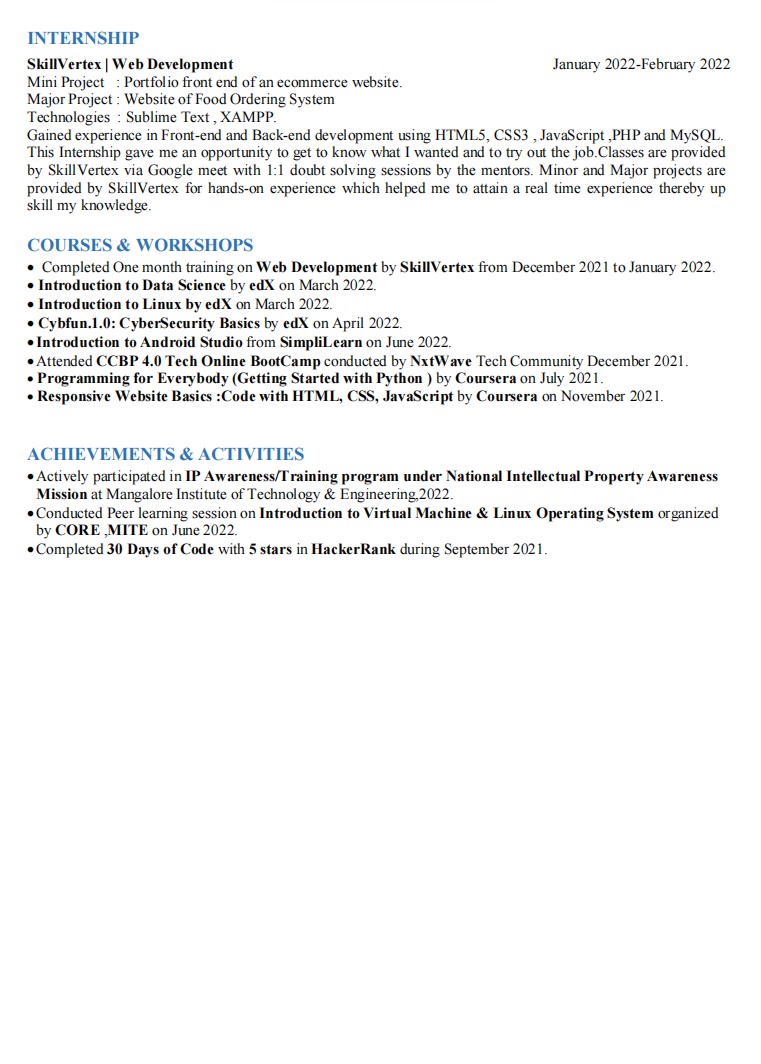 INTERNSHIP
SkillVertex | Web Development January 2022-February 2022
Mini Project : Portfolio front end of an ecommerce website.
Major Project : Website of Food Ordering System
Technologies : Sublime Text , XAMPP.
Gained experience in Front-end and Back-end development using HTML5, CSS3 , JavaScript ,PHP and MySQL.
This Internship gave me an opportunity to get to know what I wanted and to try out the job.Classes are provided
by SkillVertex via Google meet with 1:1 doubt solving sessions by the mentors. Minor and Major projects are
provided by SkillVertex for hands-on experience which helped me to attain a real time experience thereby up
skill my knowledge.
COURSES & WORKSHOPS
• Completed One month training on Web Development by SkillVertex from December 2021 to January 2022.
• Introduction to Data Science by edX on March 2022.
• Introduction to Linux by edX on March 2022.
• Cybfun.1.0: CyberSecurity Basics by edX on April 2022.
• Introduction to Android Studio from SimpliLearn on June 2022.
• Attended CCBP 4.0 Tech Online BootCamp conducted by NxtWave Tech Community December 2021.
• Programming for Everybody (Getting Started with Python ) by Coursera on July 2021.
• Responsive Website Basics :Code with HTML, CSS, JavaScript by Coursera on November 2021.
ACHIEVEMENTS & ACTIVITIES
• Actively participated in IP Awareness/Training program under National Intellectual Property Awareness
Mission at Mangalore Institute of Technology & Engineering,2022.
• Conducted Peer learning session on Introduction to Virtual Machine & Linux Operating System organized
by CORE ,MITE on June 2022.
• Completed 30 Days of Code with 5 stars in HackerRank during September 2021.